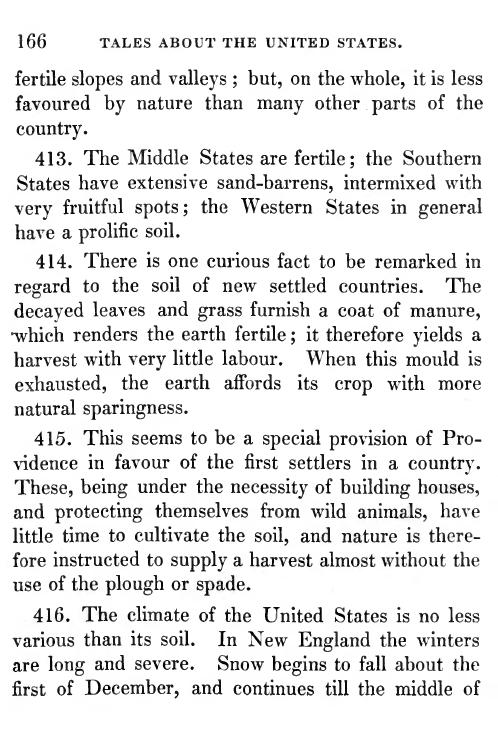 166 TALES ABOUT THE UNITED STATES.
fertile slopes and valleys ; but, on the whole, it is less
favoured by nature than many other parts of the
country.
413. The Middle States are fertile ; the Southern
States have extensive sand-barrens, intermixed with
very fruitful spots ; the Western States in general
have a prolific soil.
414. There is one curious fact to be remarked in
regard to the soil of new settled countries. The
decayed leaves and grass furnish a coat of manure,
which renders the earth fertile ; it therefore yields a
harvest with very little labour. When this mould is
exhausted, the earth affords its crop with more
natural sparingness.
415. This seems to be a special provision of Pro-
vidence in favour of the first settlers in a country.
These, being under the necessity of building houses,
and protecting themselves from wild animals, have
little time to cultivate the soil, and nature is there-
fore instructed to supply a harvest almost without the
use of the plough or spade.
416. The climate of the United States is no less
various than its soil. In New England the winters
are long and severe. Snow begins to fall about the
first of December, and continues till the middle of